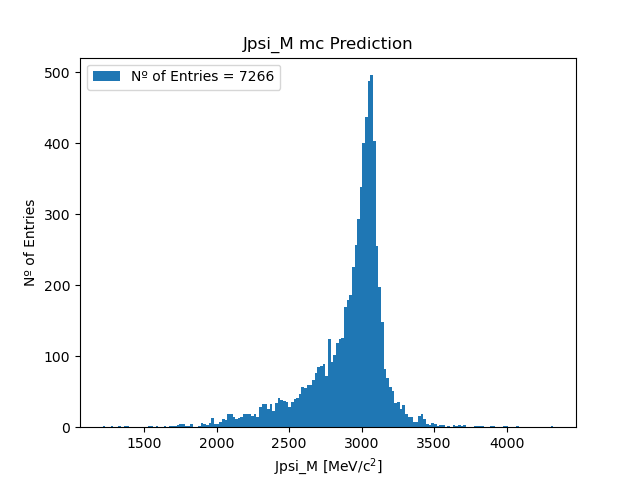 Jpsi_M mc Prediction
Nº of Entries = 7266
Nº of Entries
500
400
300
200
100
0
1500 2000 2500 3000 3500 4000
Jpsi_M [MeV/c²]